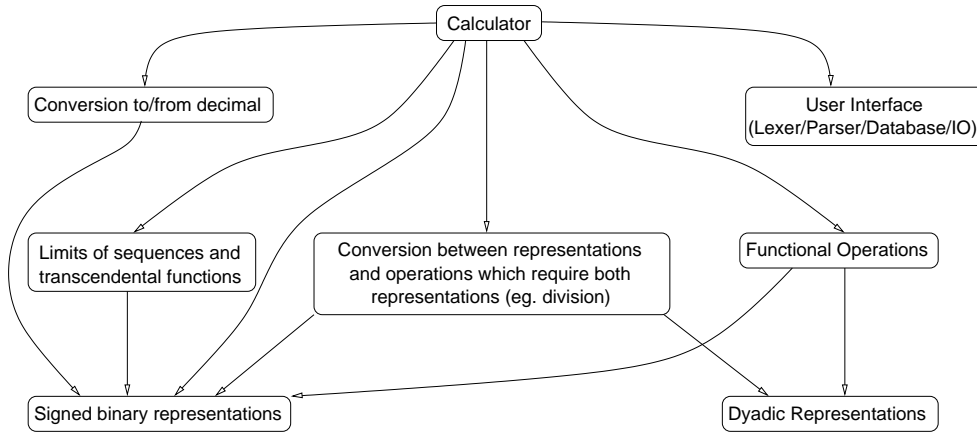 Calculator
Conversion to/from decimal
User Interface
(Lexer/Parser/Database/IO)
Limits of sequences and
transcendental functions
Conversion between representations
and operations which require both
representations (eg. division)
Functional Operations
Signed binary representations
Dyadic Representations